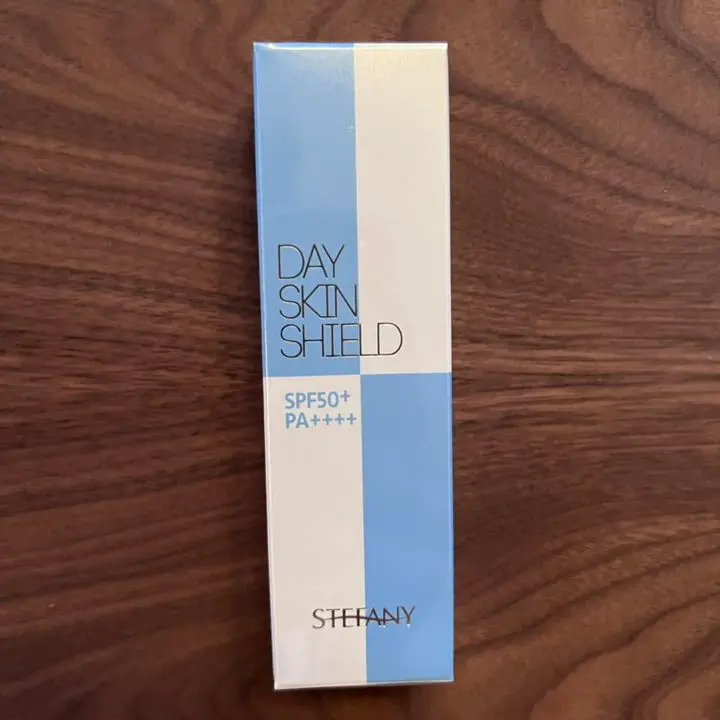 DAY
SKIN
SHIELD
SPF50+
PA++++
STEFANY